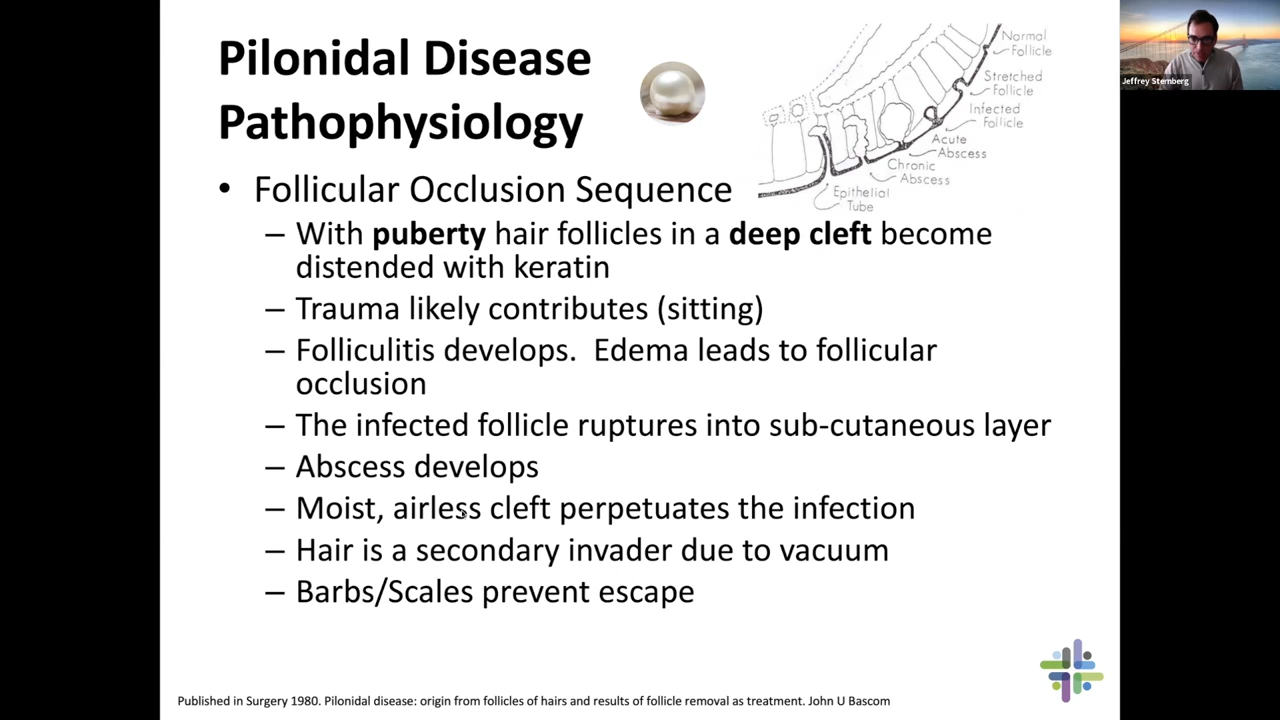 Pilonidal Disease
Pathophysiology
Normal
Follicle
Stretched
Follicle
Infected
Follicle
Acute
Abscess
Chronic
Abscess
Epithelial
Tube
Jeffrey Sternberg
• Follicular Occlusion Sequence
– With puberty hair follicles in a deep cleft become
distended with keratin
– Trauma likely contributes (sitting)
– Folliculitis develops.  Edema leads to follicular
occlusion
– The infected follicle ruptures into sub-cutaneous layer
– Abscess develops
– Moist, airless cleft perpetuates the infection
– Hair is a secondary invader due to vacuum
– Barbs/Scales prevent escape
Published in Surgery 1980. Pilonidal disease: origin from follicles of hairs and results of follicle removal as treatment. John U Bascom